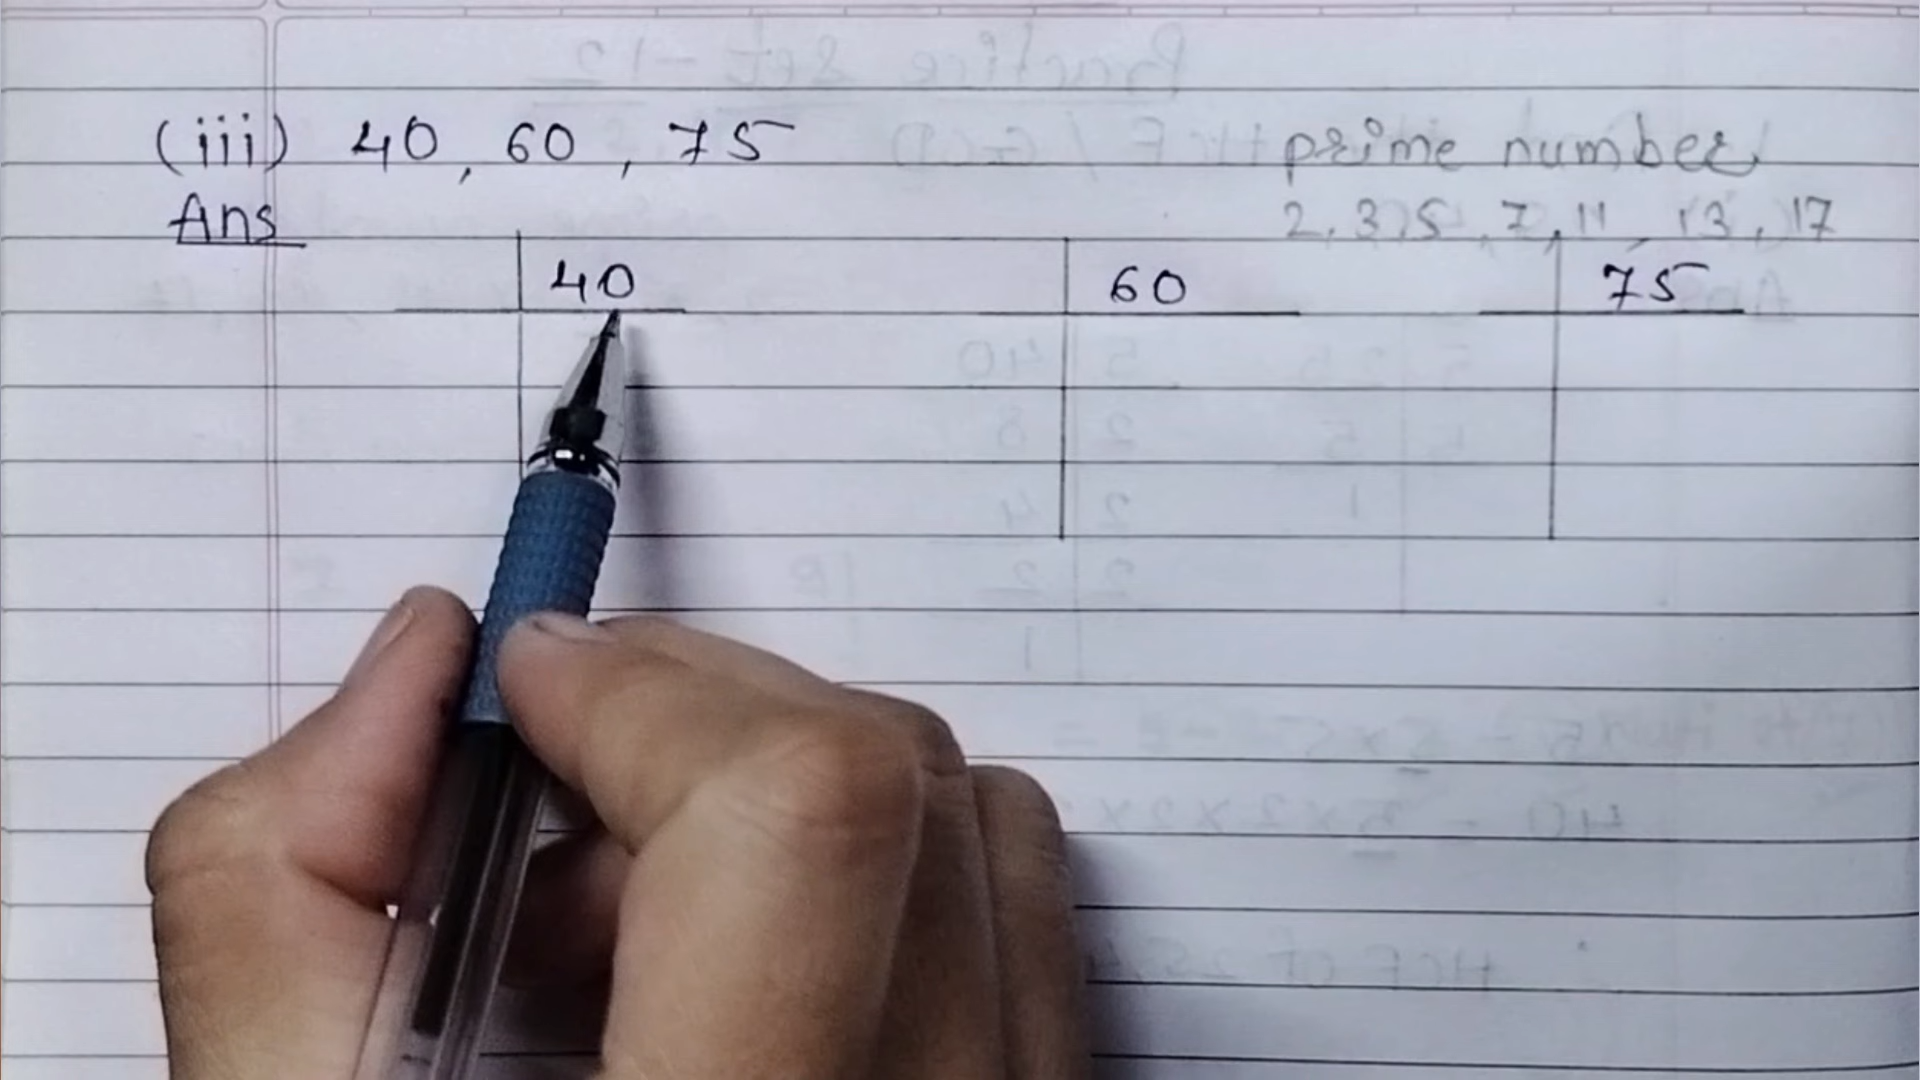 (iii) 40, 60, 75
prime number
Ans
2, 3, 5, 7, 11, 13, 17
40
60
75